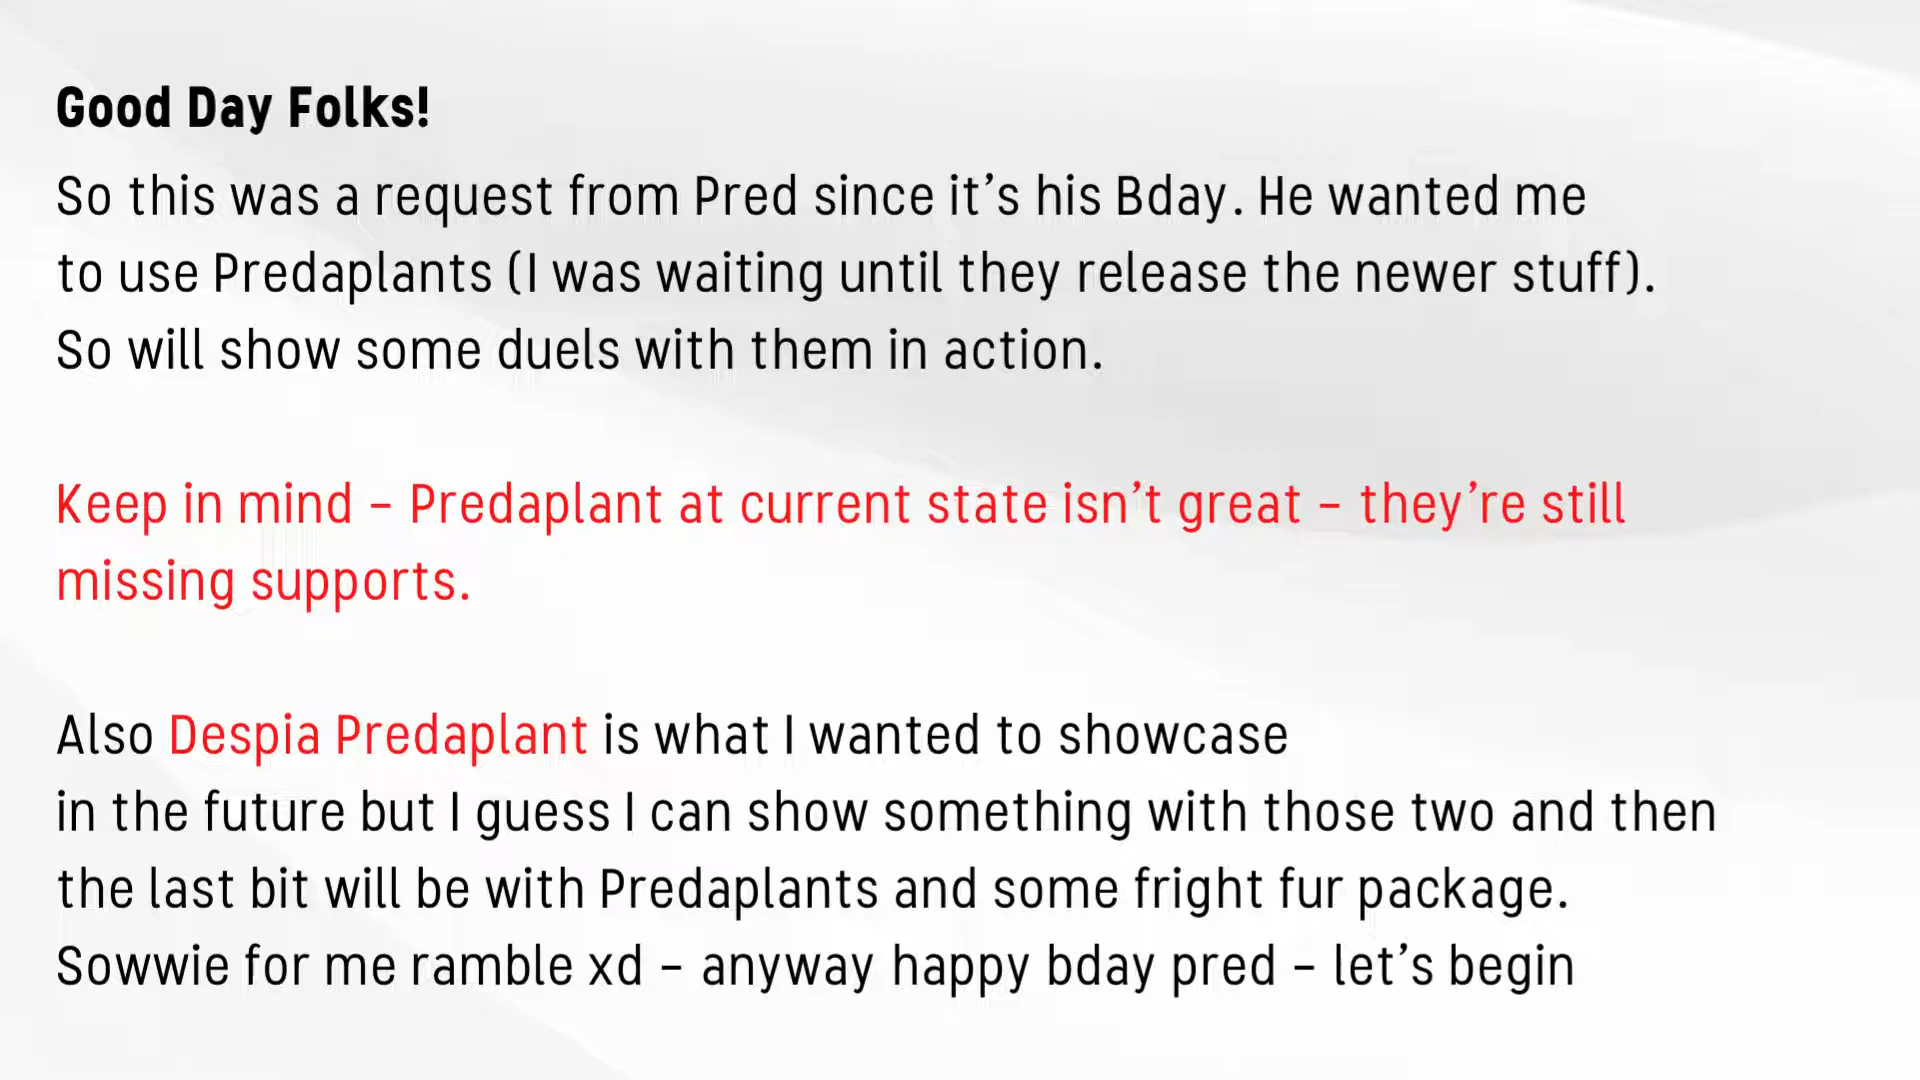 Good Day Folks!
So this was a request from Pred since it’s his Bday. He wanted me
to use Predaplants (I was waiting until they release the newer stuff).
So will show some duels with them in action.
Keep in mind – Predaplant at current state isn’t great – they’re still
missing supports.
Also Despia Predaplant is what I wanted to showcase
in the future but I guess I can show something with those two and then
the last bit will be with Predaplants and some fright fur package.
Sowwie for me ramble xd – anyway happy bday pred – let’s begin